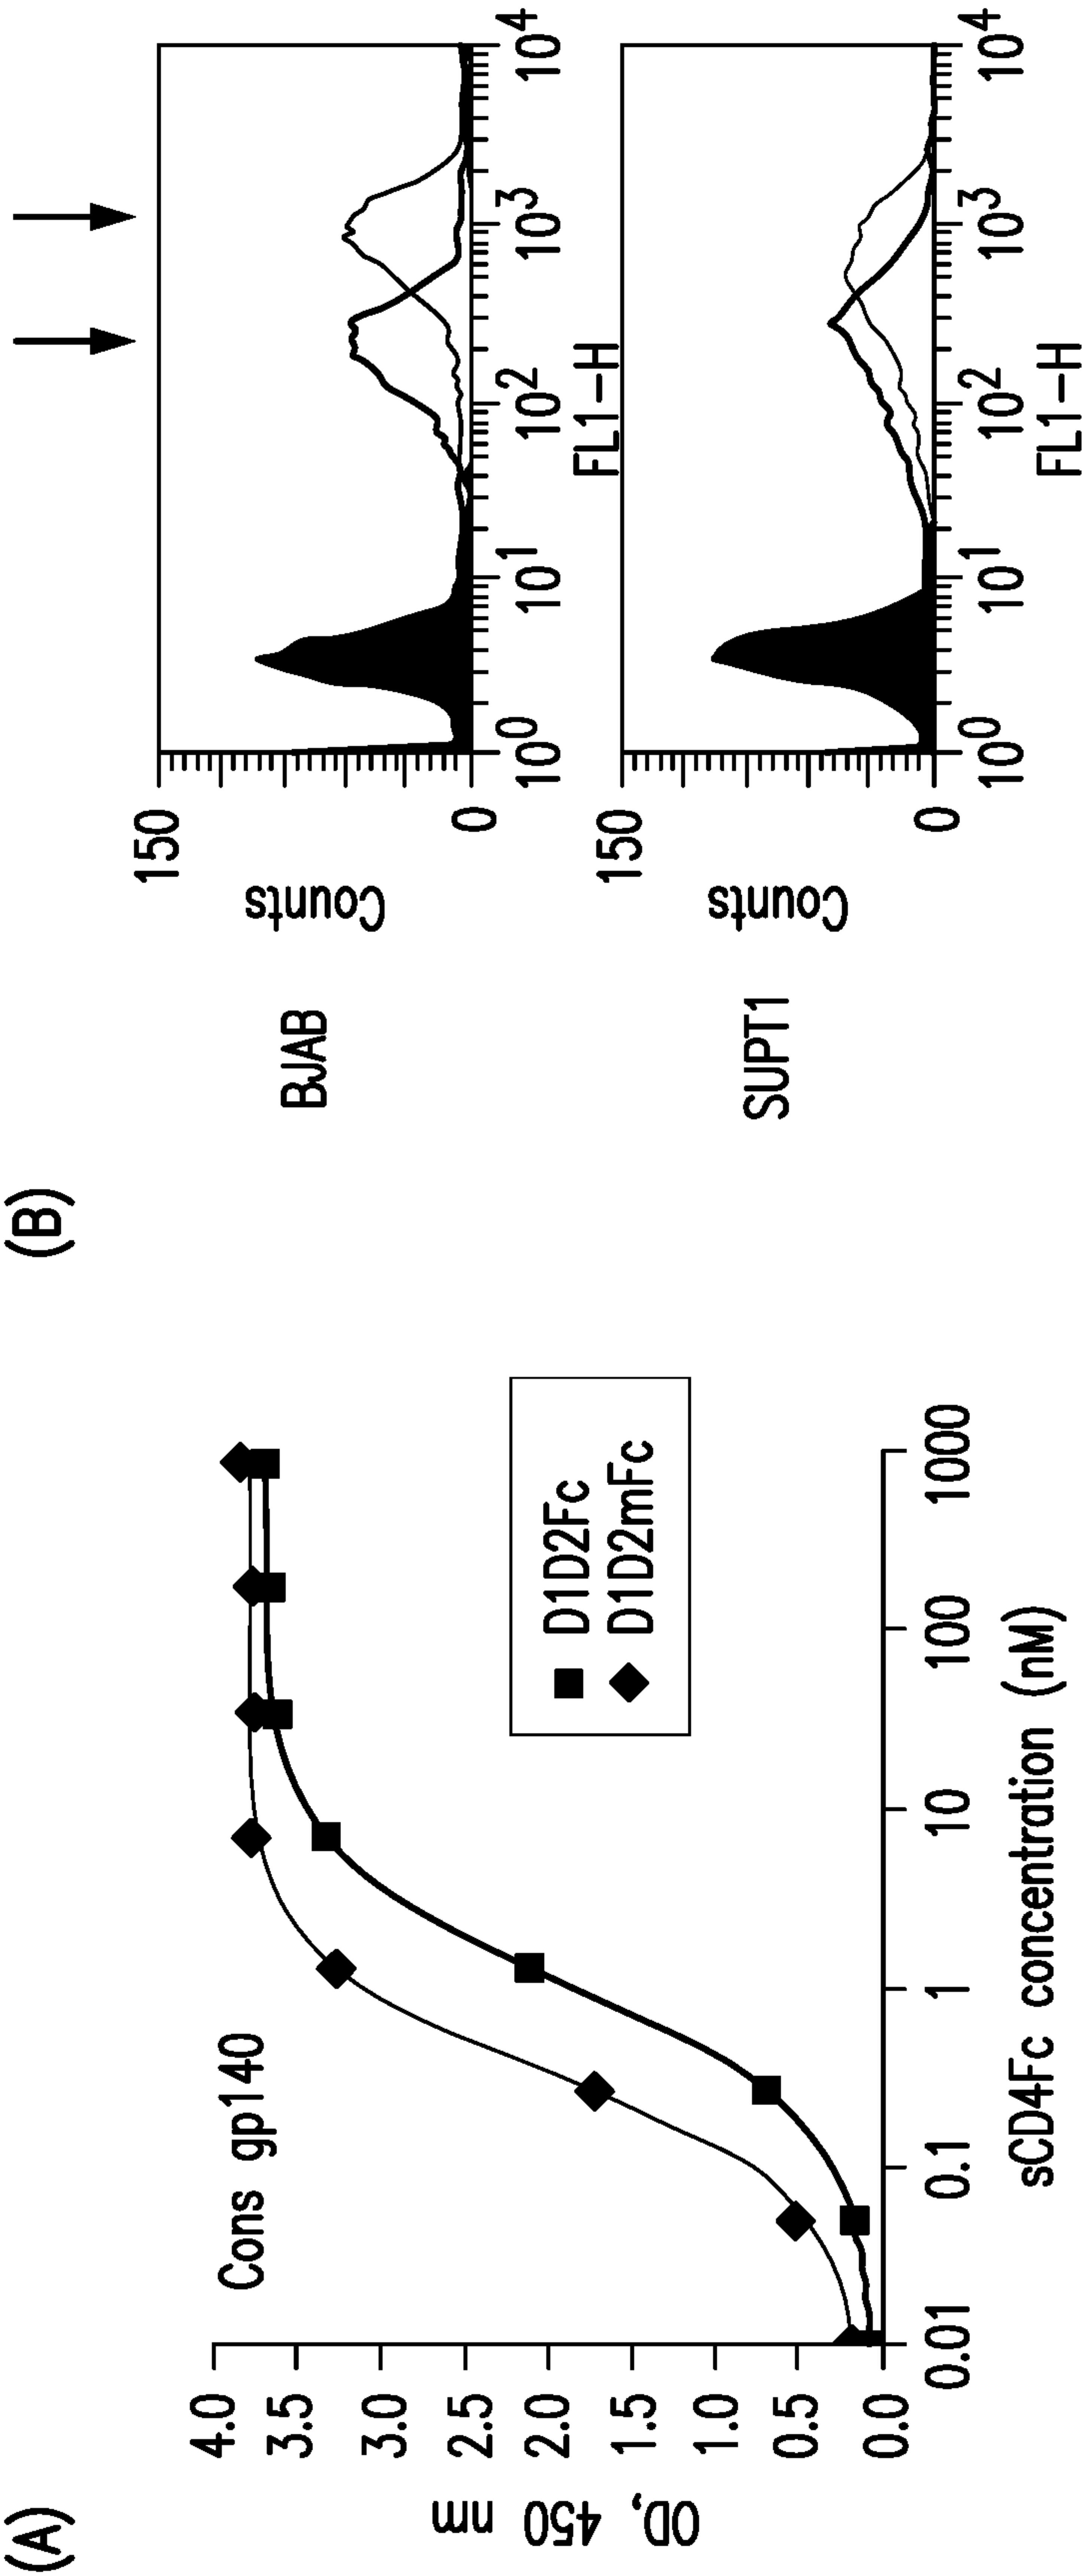 (A)
Cons gp140
OD, 450 nm
4.0
3.5
3.0
2.5
2.0
1.5
1.0
0.5
0.0
0.01
0.1
1
10
100
1000
sCD4Fc concentration (nM)
D1D2Fc
D1D2mFc
(B)
BJAB
Counts
150
0
10^0
10^1
10^2
10^3
10^4
FL1-H
SUPT1
Counts
150
0
10^0
10^1
10^2
10^3
10^4
FL1-H